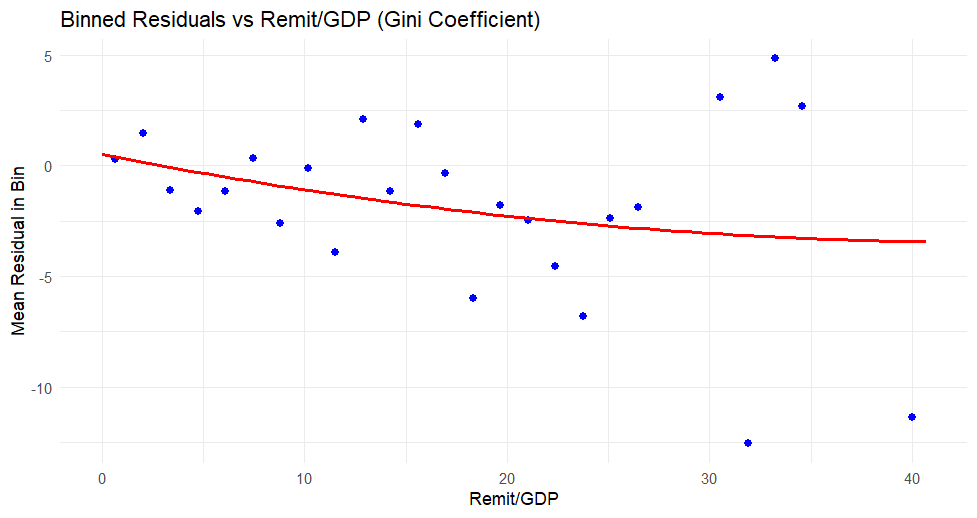 Binned Residuals vs Remit/GDP (Gini Coefficient)
5
0
-5
-10
Mean Residual in Bin
0 10 20 30 40
Remit/GDP